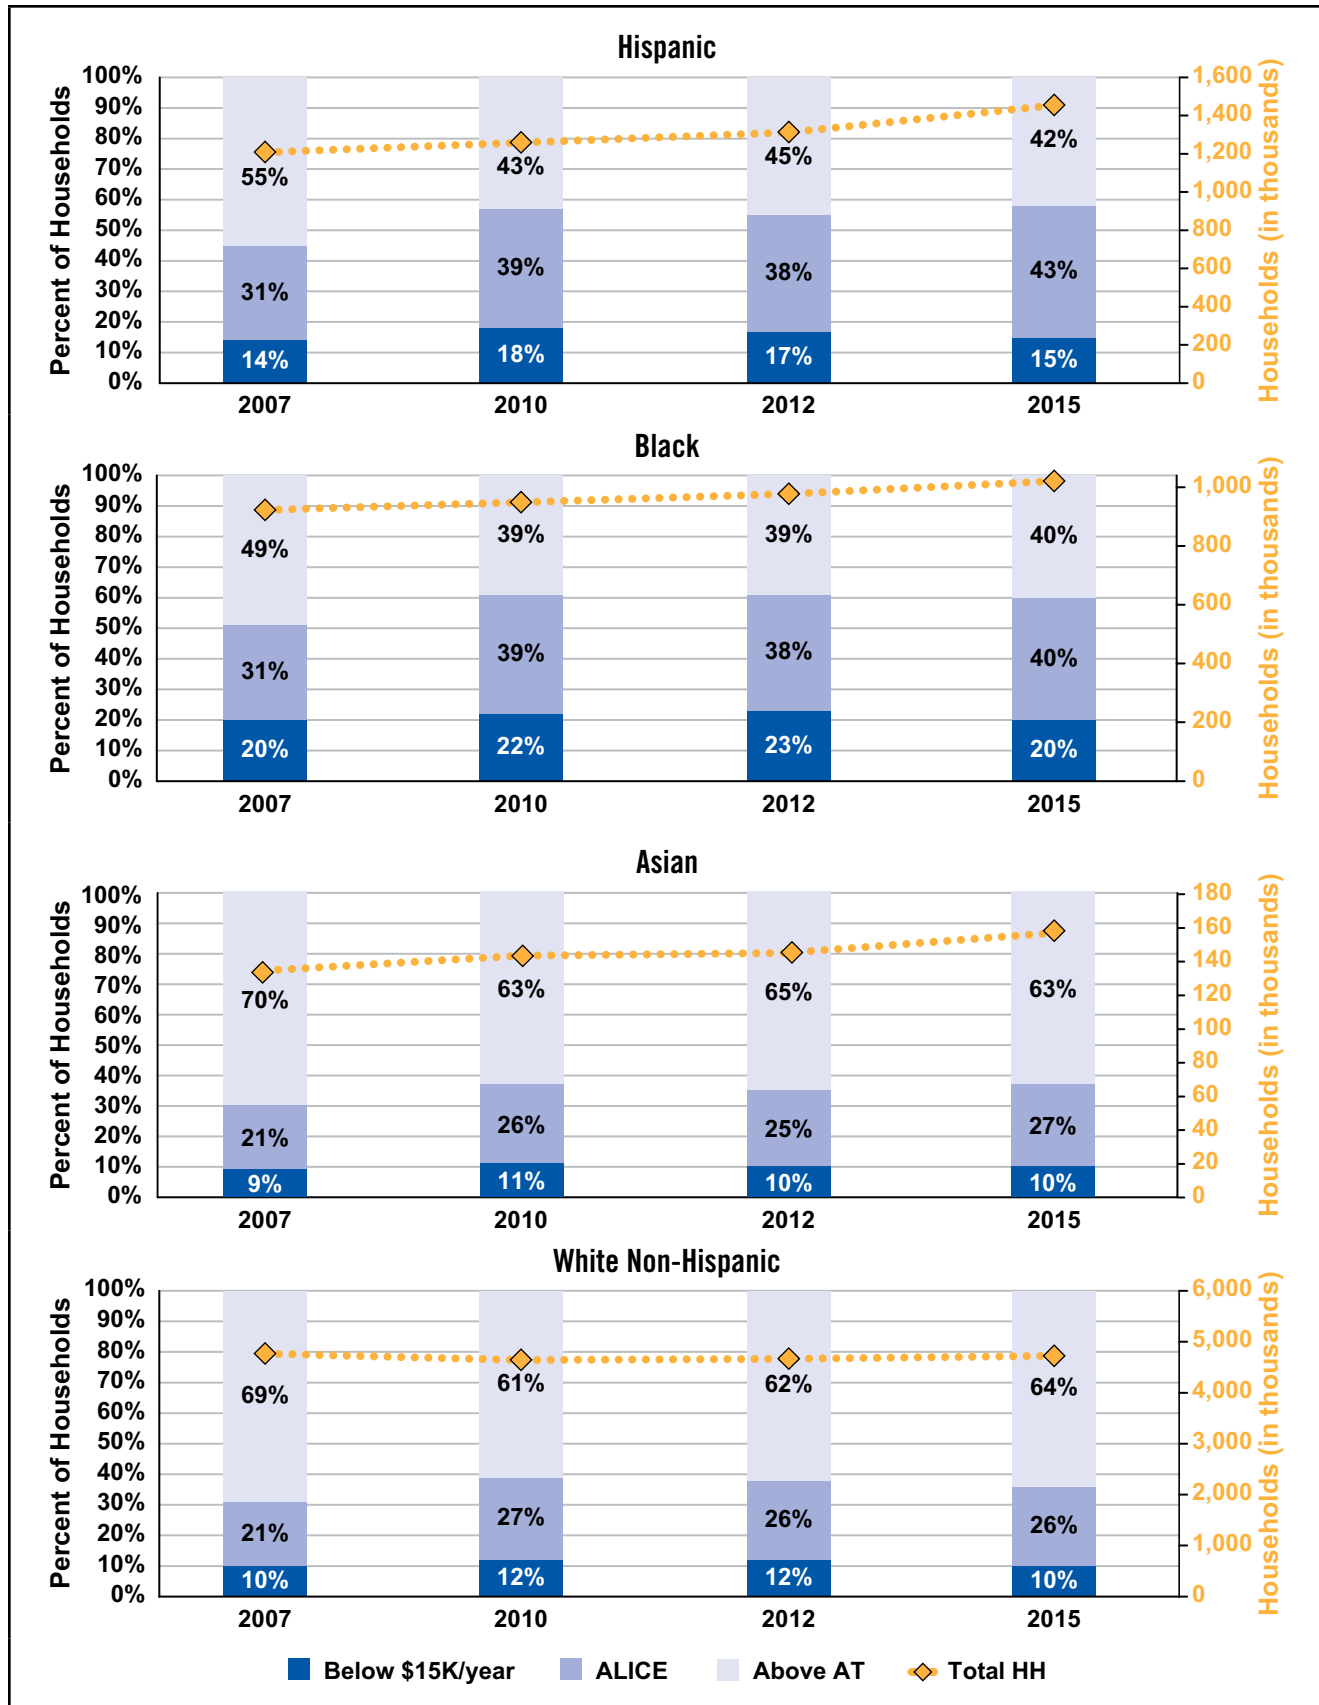 Hispanic
Percent of Households
100%
90%
80%
70%
60%
50%
40%
30%
20%
10%
0%
55% 43% 45% 42%
31% 39% 38% 43%
14% 18% 17% 15%
2007 2010 2012 2015
1,600
1,400
1,200
1,000
800
600
400
200
0
Households (in thousands)
Black
Percent of Households
100%
90%
80%
70%
60%
50%
40%
30%
20%
10%
0%
49% 39% 39% 40%
31% 39% 38% 40%
20% 22% 23% 20%
2007 2010 2012 2015
1,000
800
600
400
200
0
Households (in thousands)
Asian
Percent of Households
100%
90%
80%
70%
60%
50%
40%
30%
20%
10%
0%
70% 63% 65% 63%
21% 26% 25% 27%
9% 11% 10% 10%
2007 2010 2012 2015
180
160
140
120
100
80
60
40
20
0
Households (in thousands)
White Non-Hispanic
Percent of Households
100%
90%
80%
70%
60%
50%
40%
30%
20%
10%
0%
69% 61% 62% 64%
21% 27% 26% 26%
10% 12% 12% 10%
2007 2010 2012 2015
6,000
5,000
4,000
3,000
2,000
1,000
0
Households (in thousands)
Below $15K/year ALICE Above AT Total HH